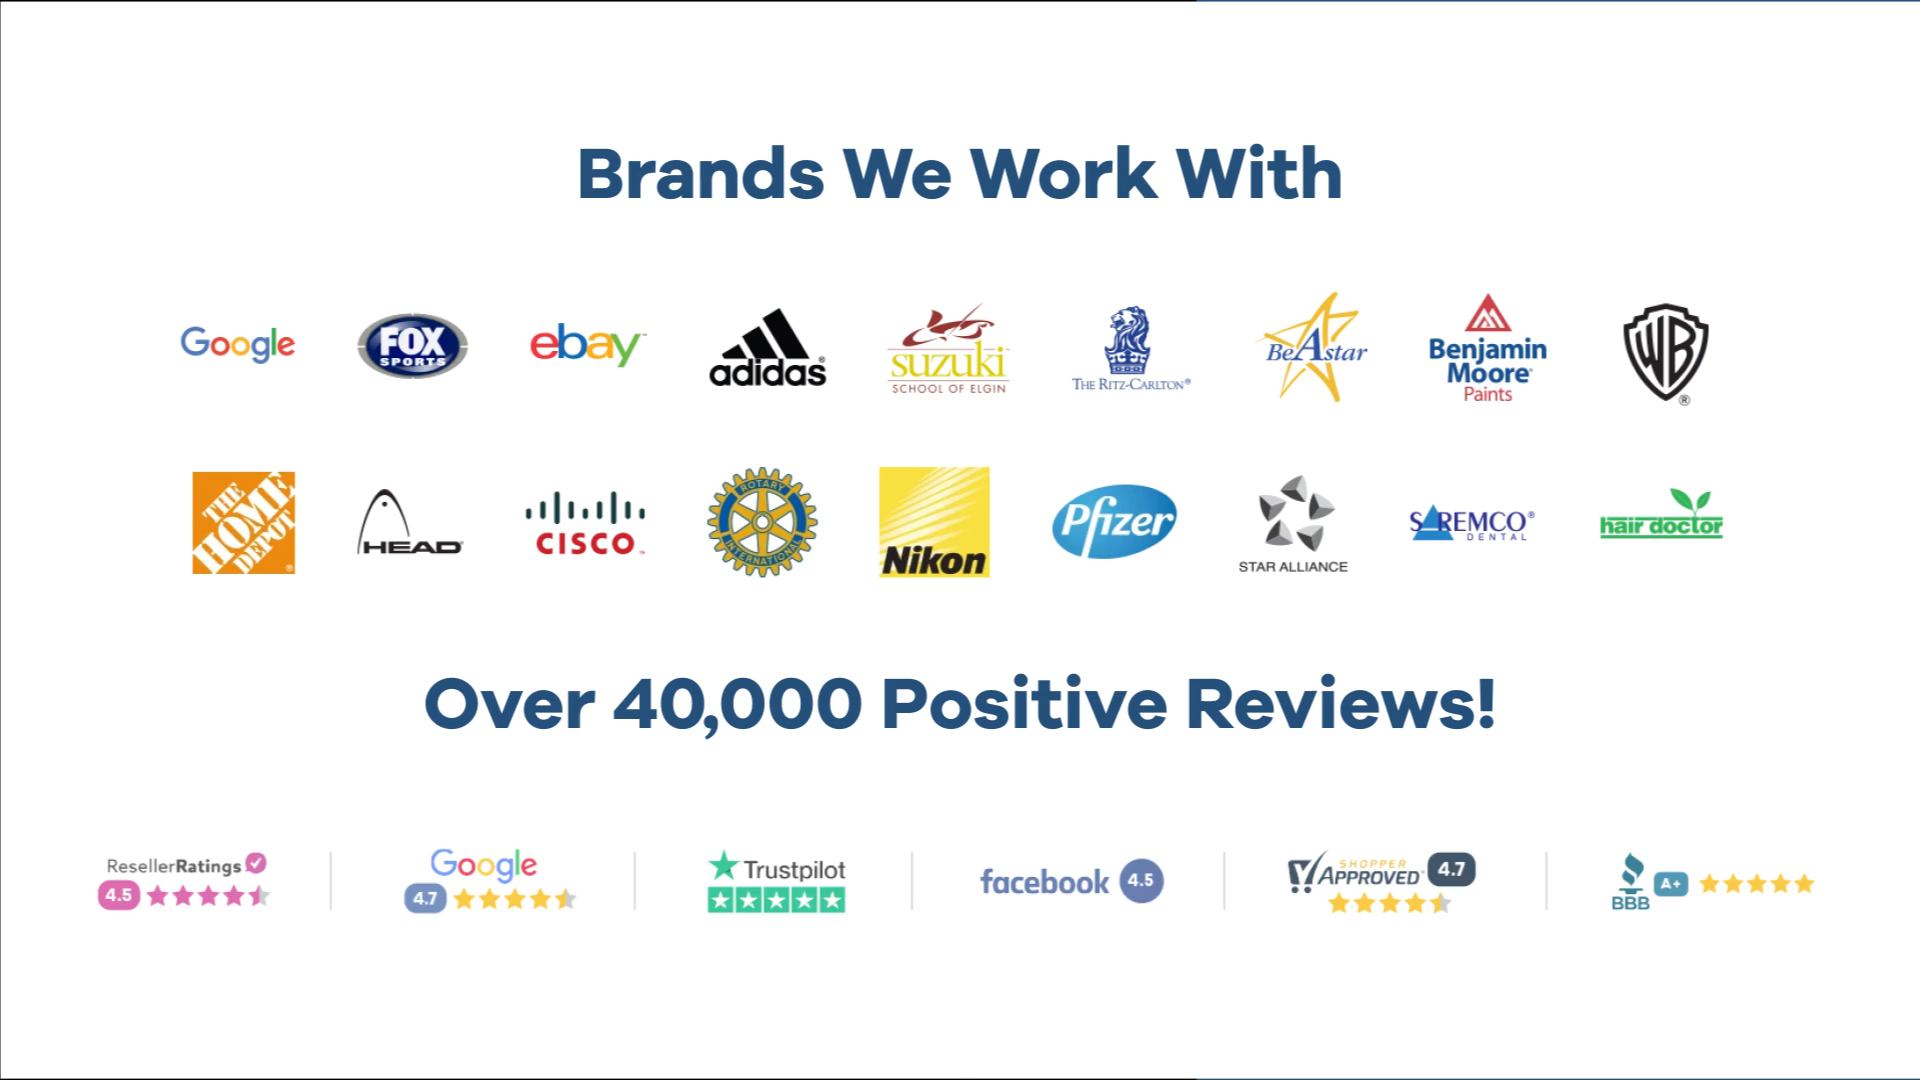 Brands We Work With
Google
FOX
SPORTS
ebay™
adidas®
suzuki
SCHOOL OF ELGIN
THE RITZ-CARLTON®
BeAstar
Benjamin
Moore®
Paints
WB®
THE
HOME
DEPOT®
HEAD®
CISCO™
ROTARY
INTERNATIONAL
Nikon
Pfizer
STAR ALLIANCE
SAREMCO®
DENTAL
hair doctor
Over 40,000 Positive Reviews!
ResellerRatings
4.5
Google
4.7
Trustpilot
facebook 4.5
SHOPPER
APPROVED® 4.7
BBB A+